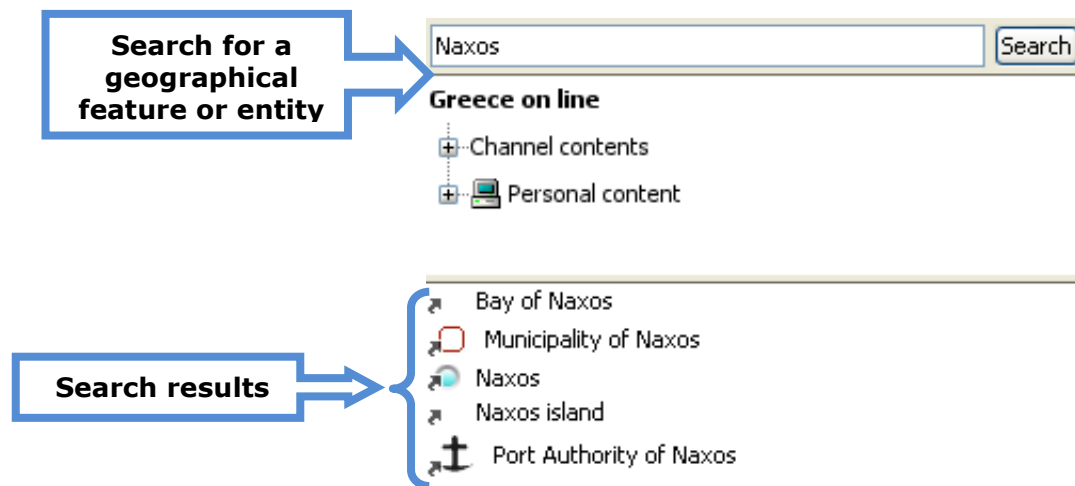 Search for a
geographical
feature or entity
Naxos
Search
Greece on line
Channel contents
Personal content
Search results
Bay of Naxos
Municipality of Naxos
Naxos
Naxos island
Port Authority of Naxos